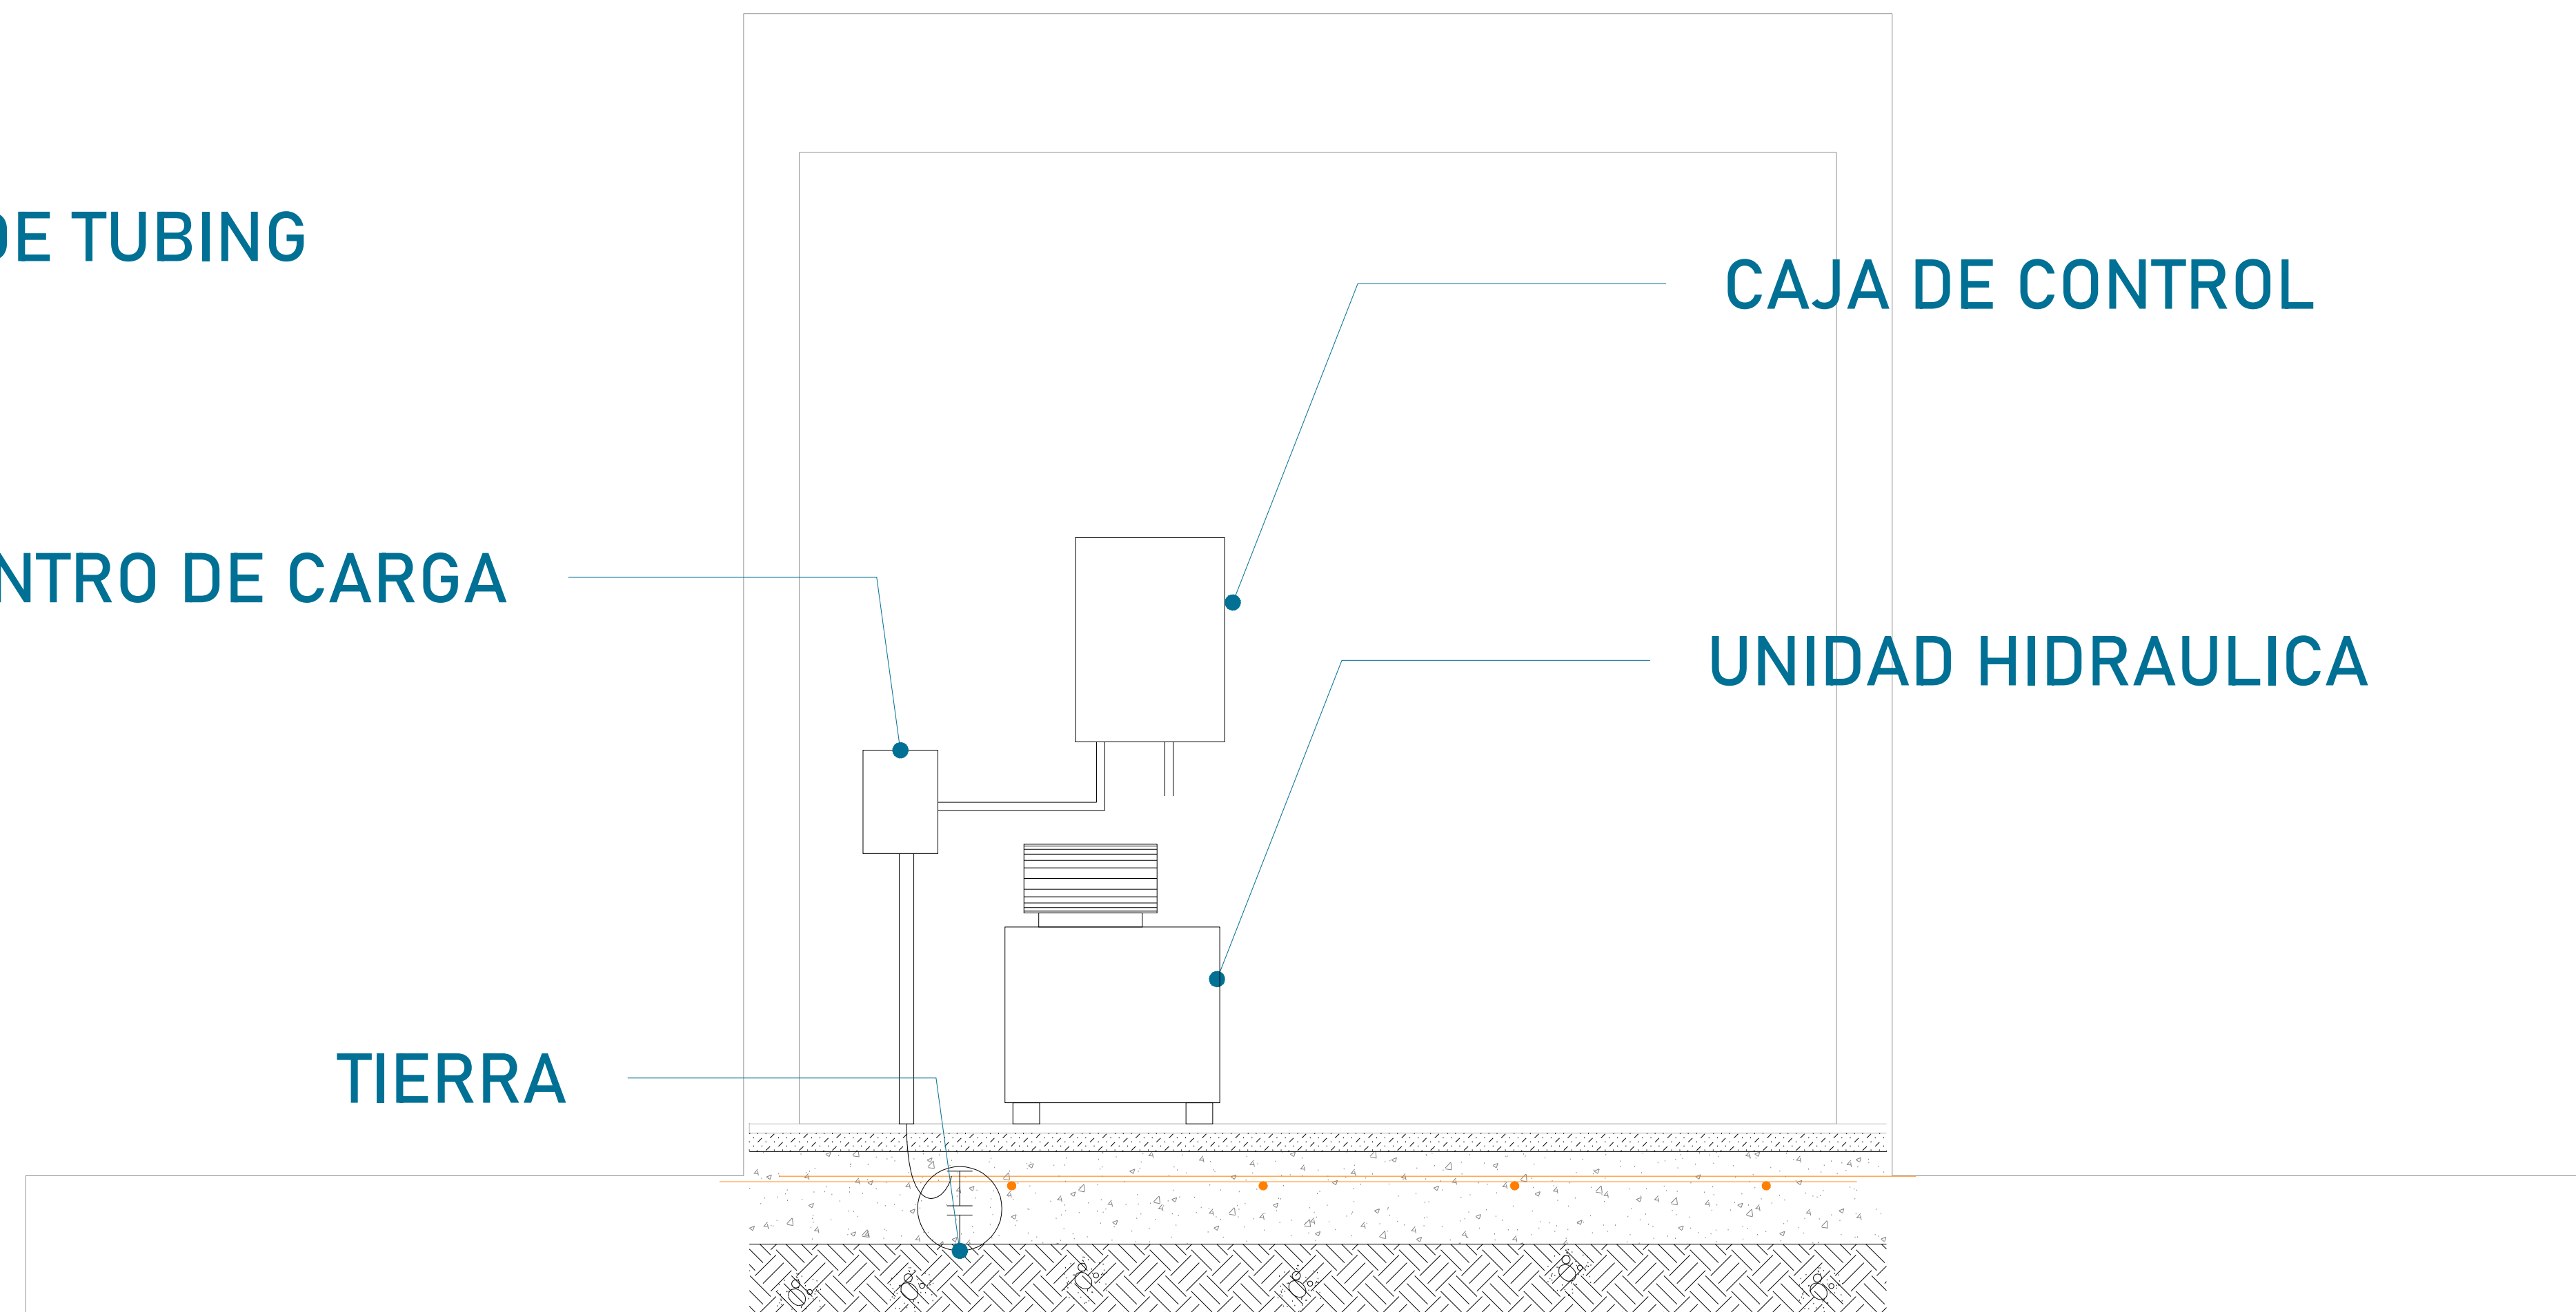 DE TUBING
CAJA DE CONTROL
NTRO DE CARGA
UNIDAD HIDRAULICA
TIERRA